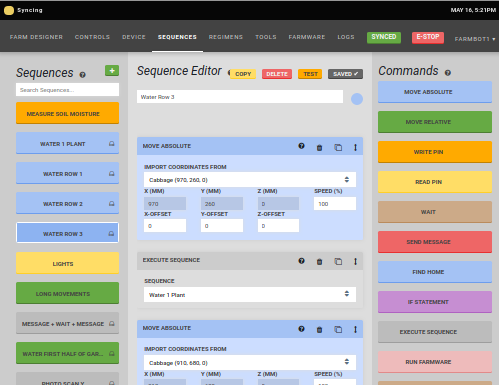 Syncing
MAY 16, 5:21PM
FARM DESIGNER CONTROLS DEVICE SEQUENCES REGIMENS TOOLS FARMWARE LOGS SYNCED E-STOP FARMBOT1 ▾
Sequences
+
Search Sequences...
MEASURE SOIL MOISTURE
WATER 1 PLANT
WATER ROW 1
WATER ROW 2
WATER ROW 3
LIGHTS
LONG MOVEMENTS
MESSAGE + WAIT + MESSAGE
WATER FIRST HALF OF GAR...
PHOTO SCAN Y
Sequence Editor
COPY DELETE TEST SAVED ✔
Water Row 3
MOVE ABSOLUTE
IMPORT COORDINATES FROM
Cabbage (970, 260, 0)
X (MM) Y (MM) Z (MM) SPEED (%)
970 260 0 100
X-OFFSET Y-OFFSET Z-OFFSET
0 0 0
EXECUTE SEQUENCE
SEQUENCE
Water 1 Plant
MOVE ABSOLUTE
IMPORT COORDINATES FROM
Cabbage (910, 680, 0)
X (MM) Y (MM) Z (MM) SPEED (%)
Commands
MOVE ABSOLUTE
MOVE RELATIVE
WRITE PIN
READ PIN
WAIT
SEND MESSAGE
FIND HOME
IF STATEMENT
EXECUTE SEQUENCE
RUN FARMWARE